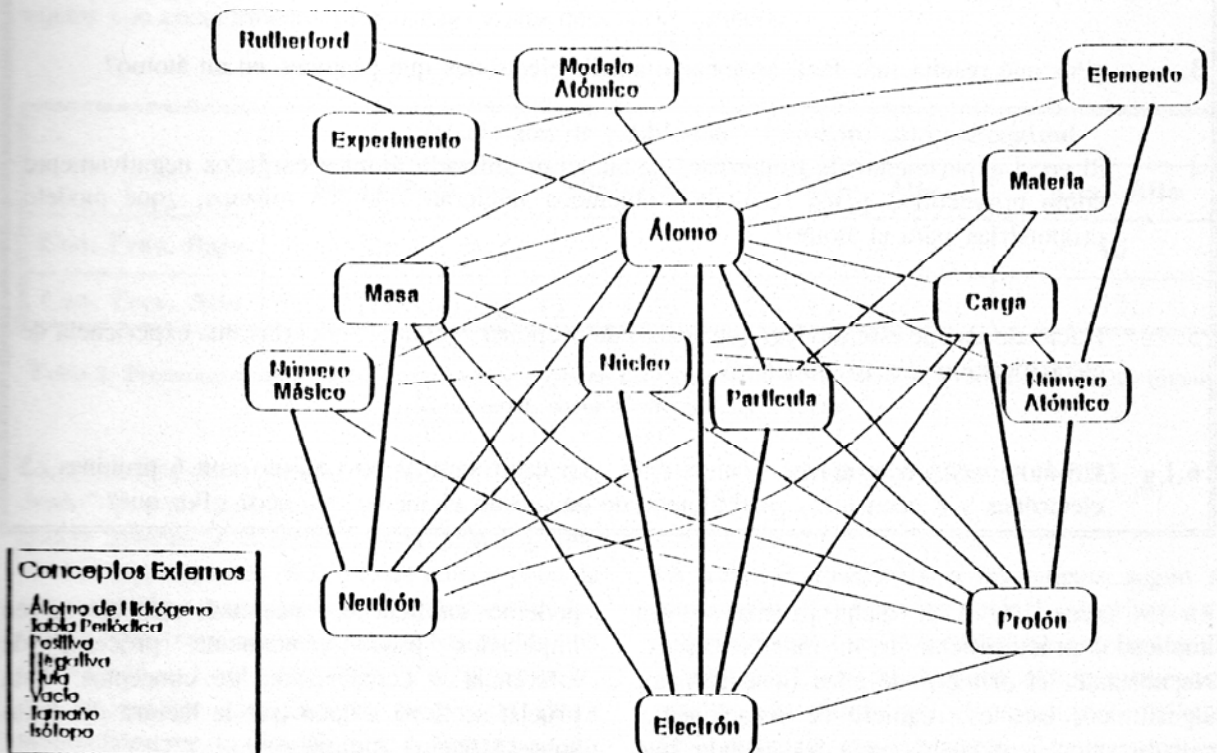 Rutherford
Modelo
Atómico
Elemento
Experimento
Materia
Átomo
Masa
Carga
Número
Másico
Núcleo
Partícula
Número
Atómico
Neutrón
Protón
Electrón
Conceptos Externos
Átomo de Hidrógeno
Tabla Periódica
Positiva
Negativa
Nula
Vacío
Tamaño
Isótopo